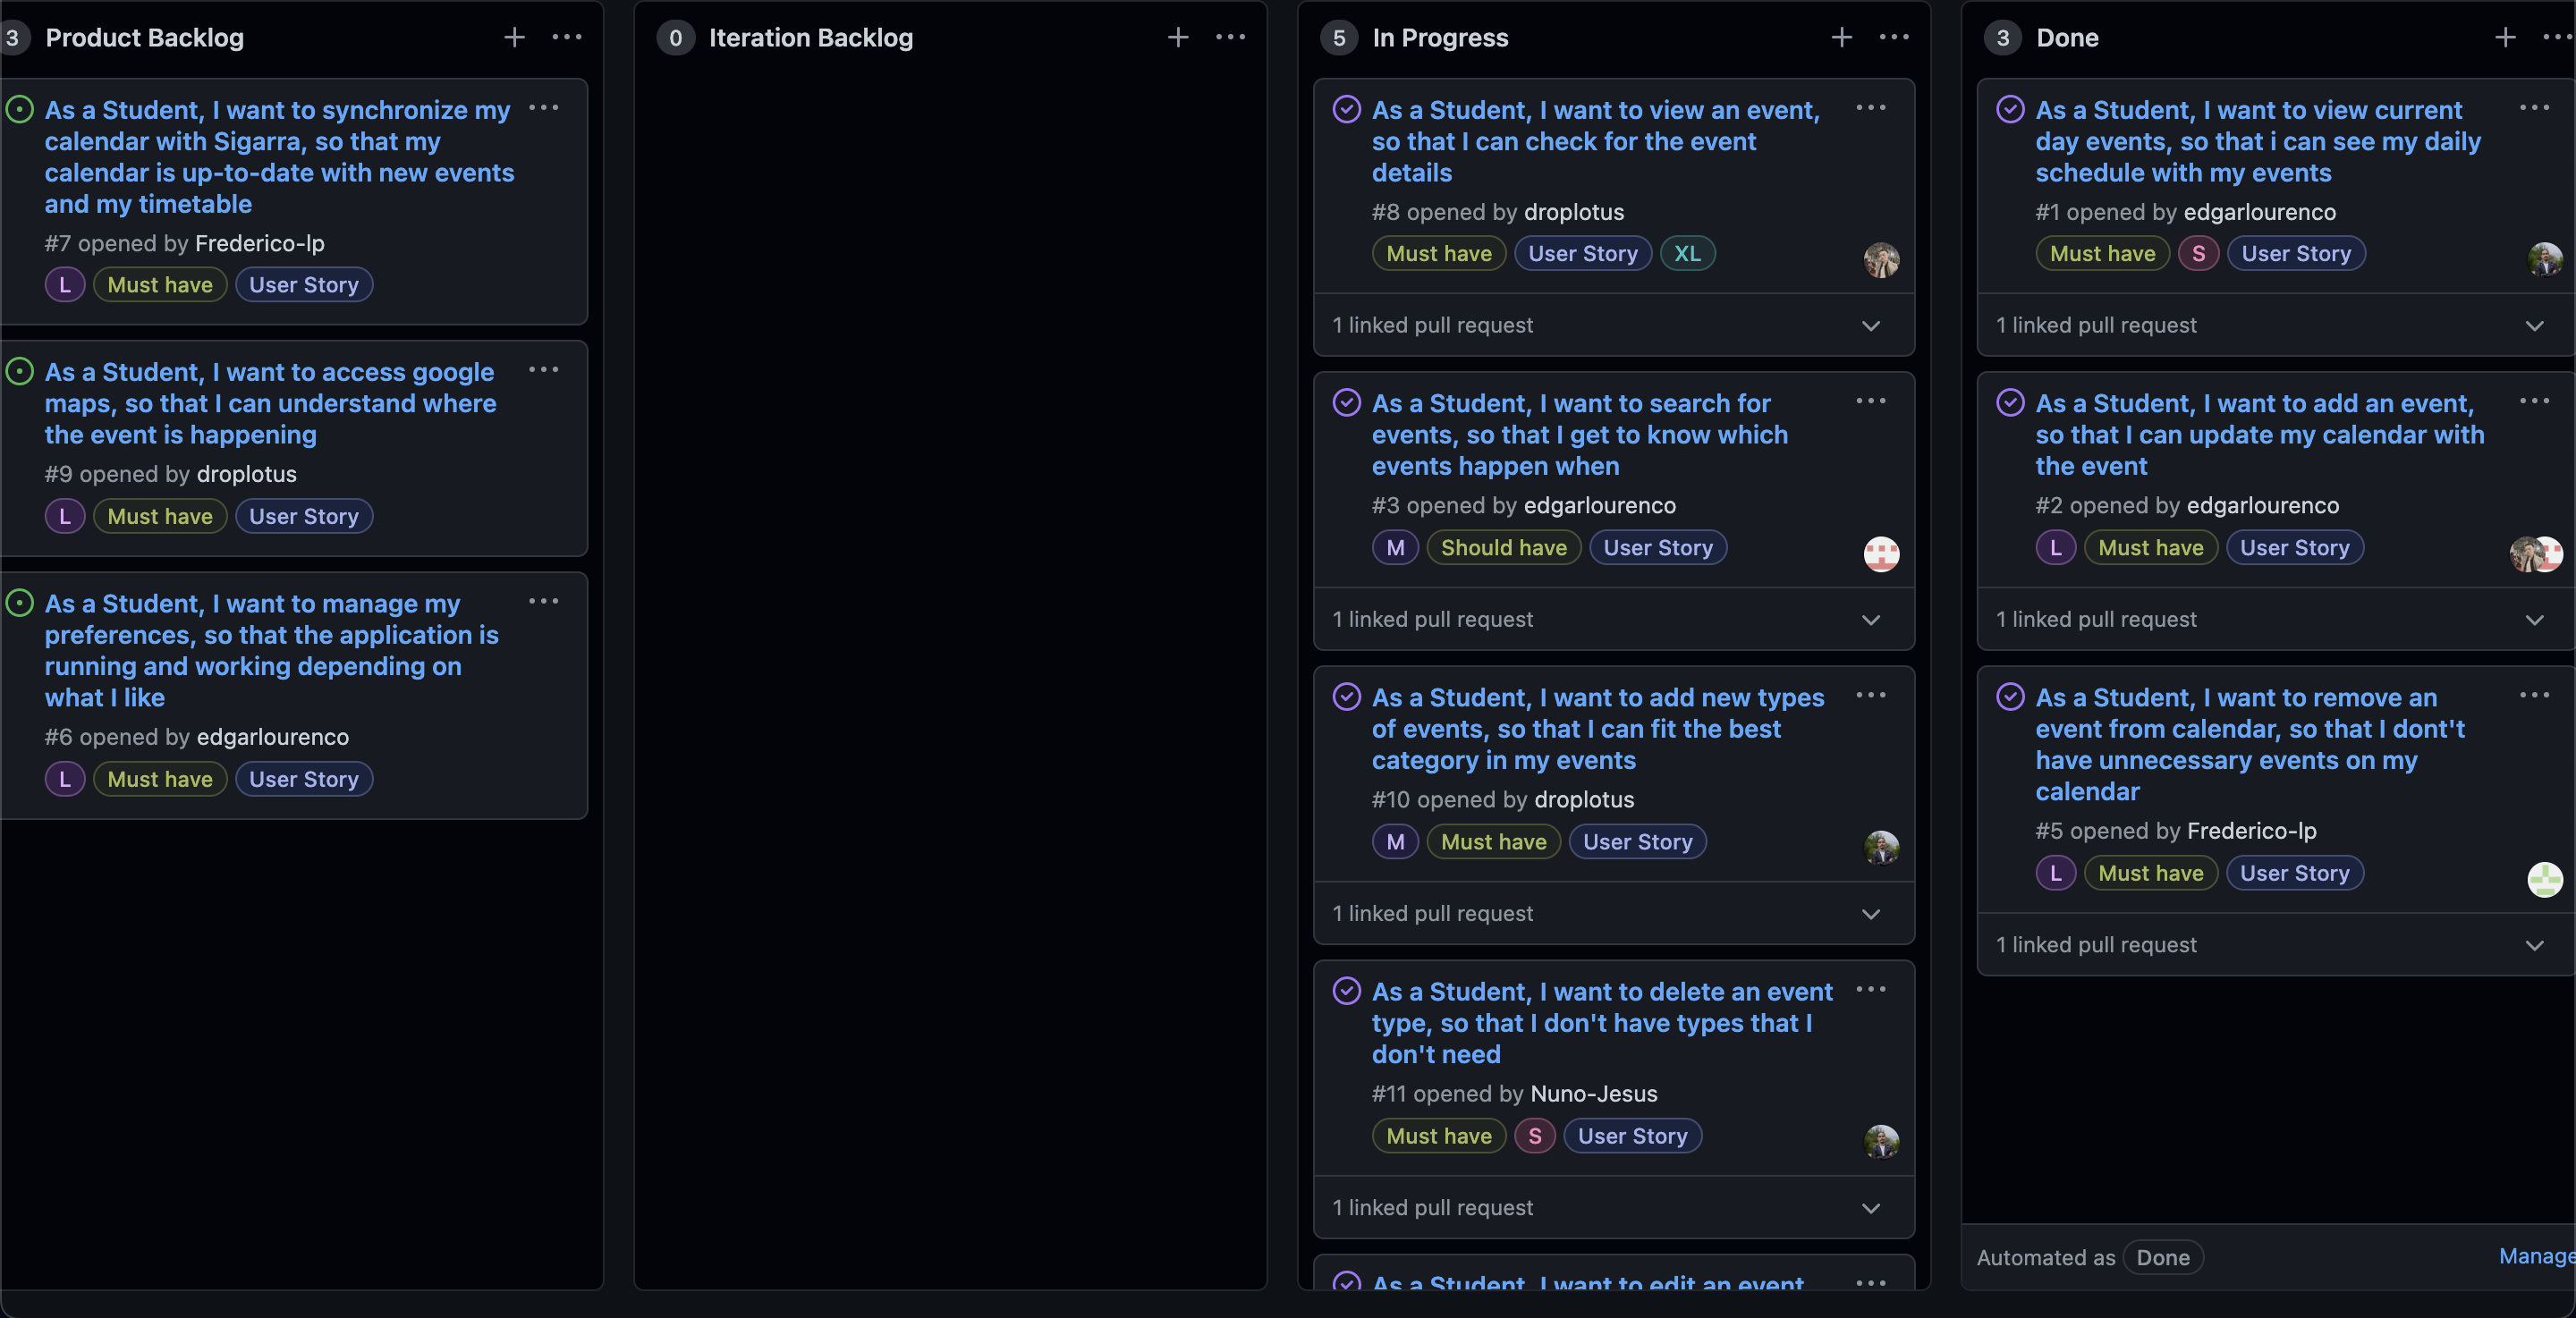 3 Product Backlog
As a Student, I want to synchronize my
calendar with Sigarra, so that my
calendar is up-to-date with new events
and my timetable
#7 opened by Frederico-lp
L Must have User Story
As a Student, I want to access google
maps, so that I can understand where
the event is happening
#9 opened by droplotus
L Must have User Story
As a Student, I want to manage my
preferences, so that the application is
running and working depending on
what I like
#6 opened by edgarlourenco
L Must have User Story
0 Iteration Backlog
5 In Progress
As a Student, I want to view an event,
so that I can check for the event
details
#8 opened by droplotus
Must have User Story XL
1 linked pull request
As a Student, I want to search for
events, so that I get to know which
events happen when
#3 opened by edgarlourenco
M Should have User Story
1 linked pull request
As a Student, I want to add new types
of events, so that I can fit the best
category in my events
#10 opened by droplotus
M Must have User Story
1 linked pull request
As a Student, I want to delete an event
type, so that I don't have types that I
don't need
#11 opened by Nuno-Jesus
Must have S User Story
1 linked pull request
As a Student, I want to edit an event
3 Done
As a Student, I want to view current
day events, so that i can see my daily
schedule with my events
#1 opened by edgarlourenco
Must have S User Story
1 linked pull request
As a Student, I want to add an event,
so that I can update my calendar with
the event
#2 opened by edgarlourenco
L Must have User Story
1 linked pull request
As a Student, I want to remove an
event from calendar, so that I dont't
have unnecessary events on my
calendar
#5 opened by Frederico-lp
L Must have User Story
1 linked pull request
Automated as Done Manage